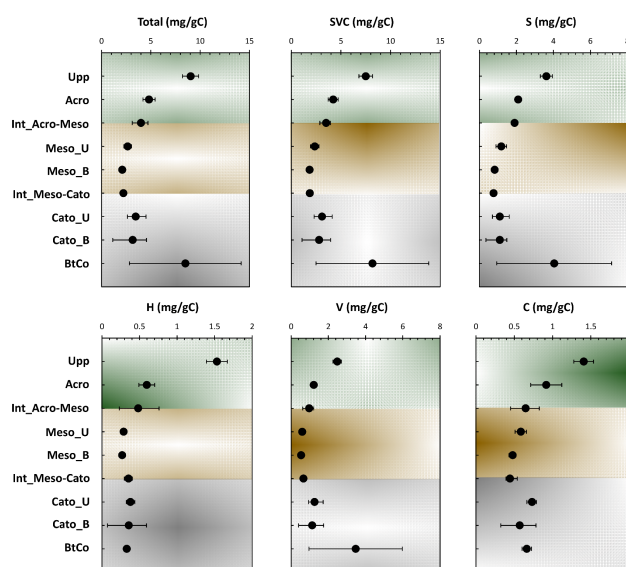 Total (mg/gC) SVC (mg/gC) S (mg/gC)
0 5 10 15 0 5 10 15 0 2 4 6 8
Upp
Acro
Int_Acro-Meso
Meso_U
Meso_B
Int_Meso-Cato
Cato_U
Cato_B
BtCo
H (mg/gC) V (mg/gC) C (mg/gC)
0 0.5 1 1.5 2 0 2 4 6 8 0 0.5 1 1.5
Upp
Acro
Int_Acro-Meso
Meso_U
Meso_B
Int_Meso-Cato
Cato_U
Cato_B
BtCo